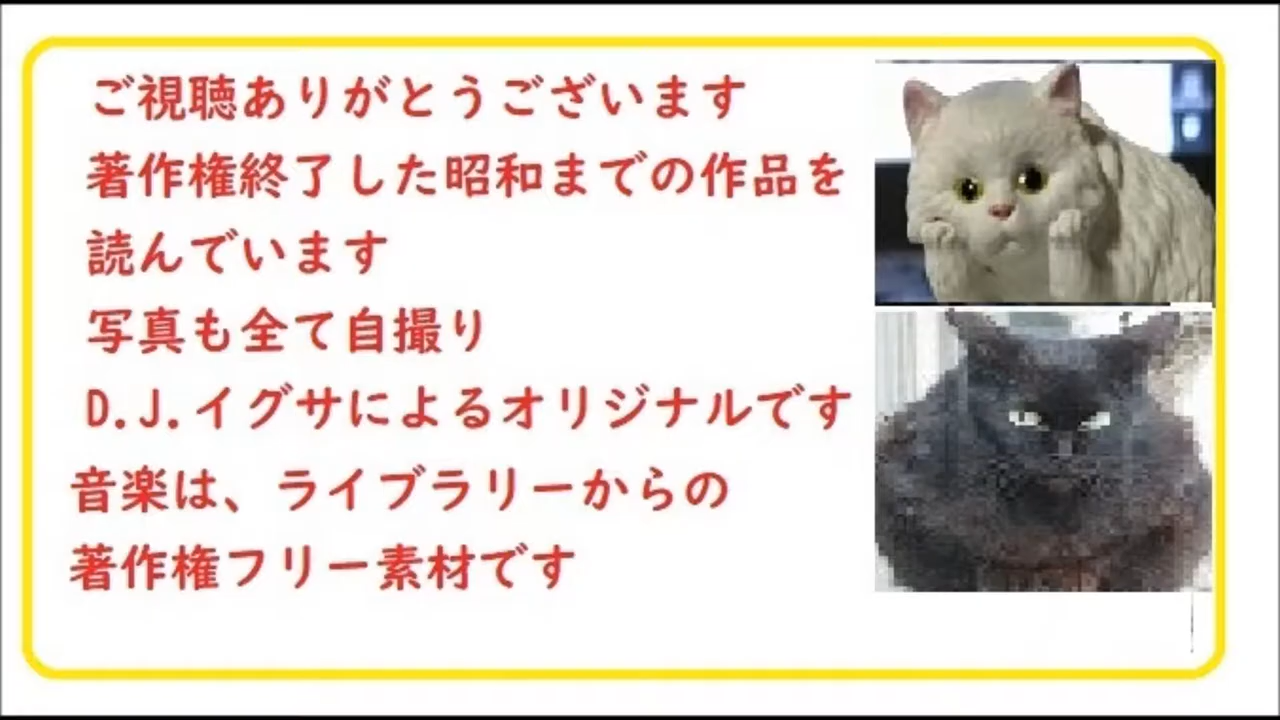 ご視聴ありがとうございます
著作権終了した昭和までの作品を
読んでいます
写真も全て自撮り
D.J.イグサによるオリジナルです
音楽は、ライブラリーからの
著作権フリー素材です